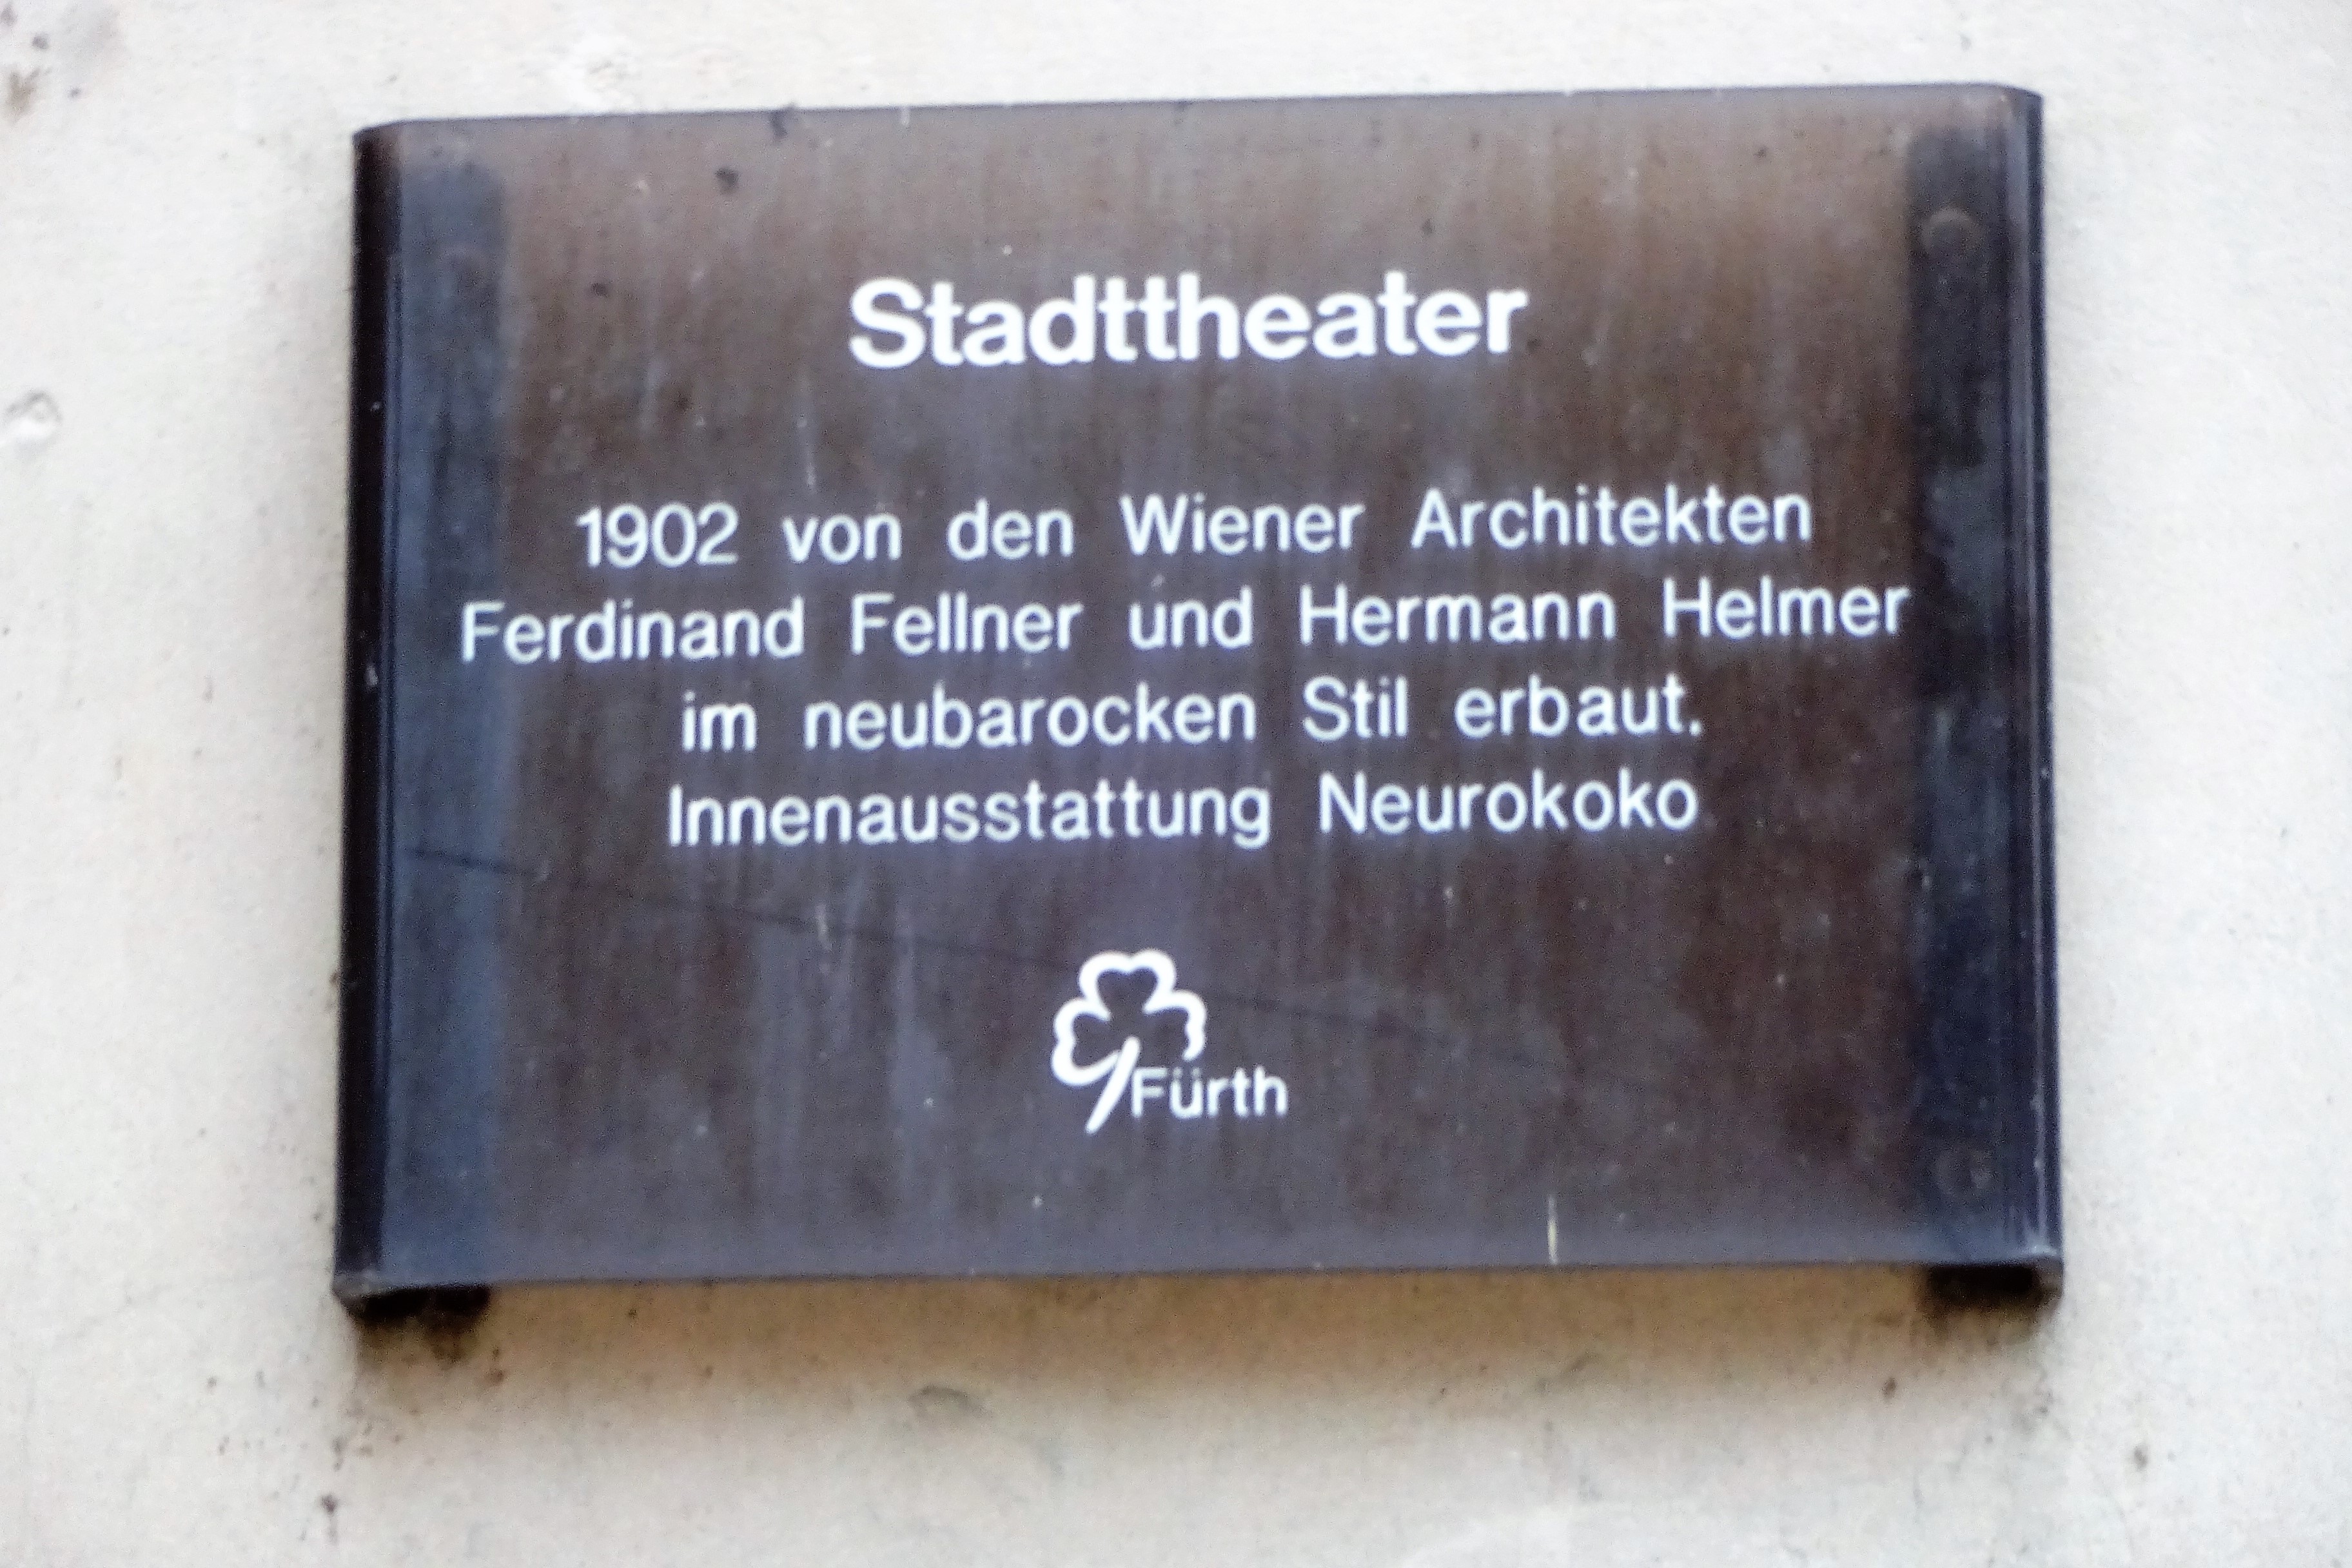 Stadttheater
1902 von den Wiener Architekten
Ferdinand Fellner und Hermann Helmer
im neubarocken Stil erbaut.
Innenausstattung Neurokoko
Fürth